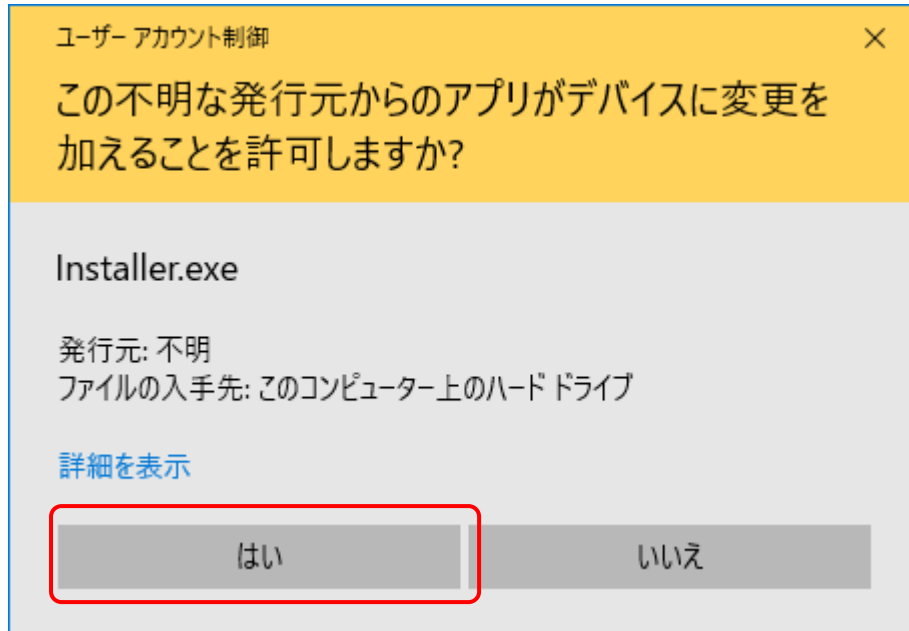 ユーザー アカウント制御
この不明な発行元からのアプリがデバイスに変更を
加えることを許可しますか?
Installer.exe
発行元: 不明
ファイルの入手先: このコンピューター上のハード ドライブ
詳細を表示
はい
いいえ